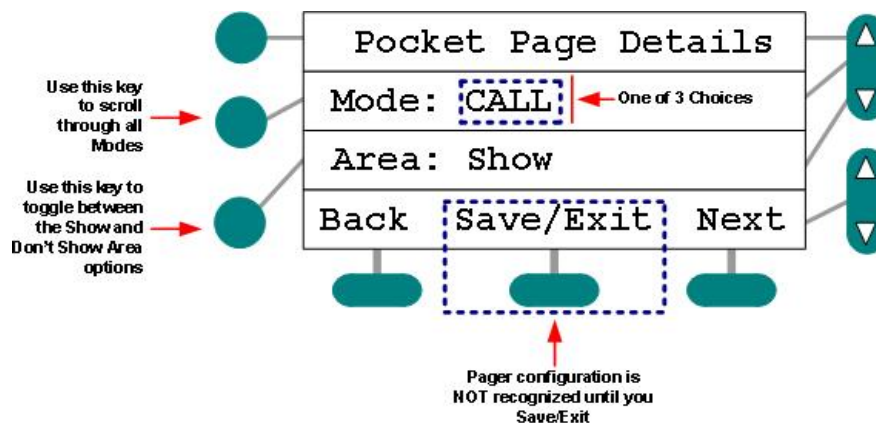 Pocket Page Details
Use this key
to scroll
through all
Modes
Mode: CALL
One of 3 Choices
Use this key to
toggle between
the Show and
Don't Show Area
options
Area: Show
Back Save/Exit Next
Pager configuration is
NOT recognized until you
Save/Exit